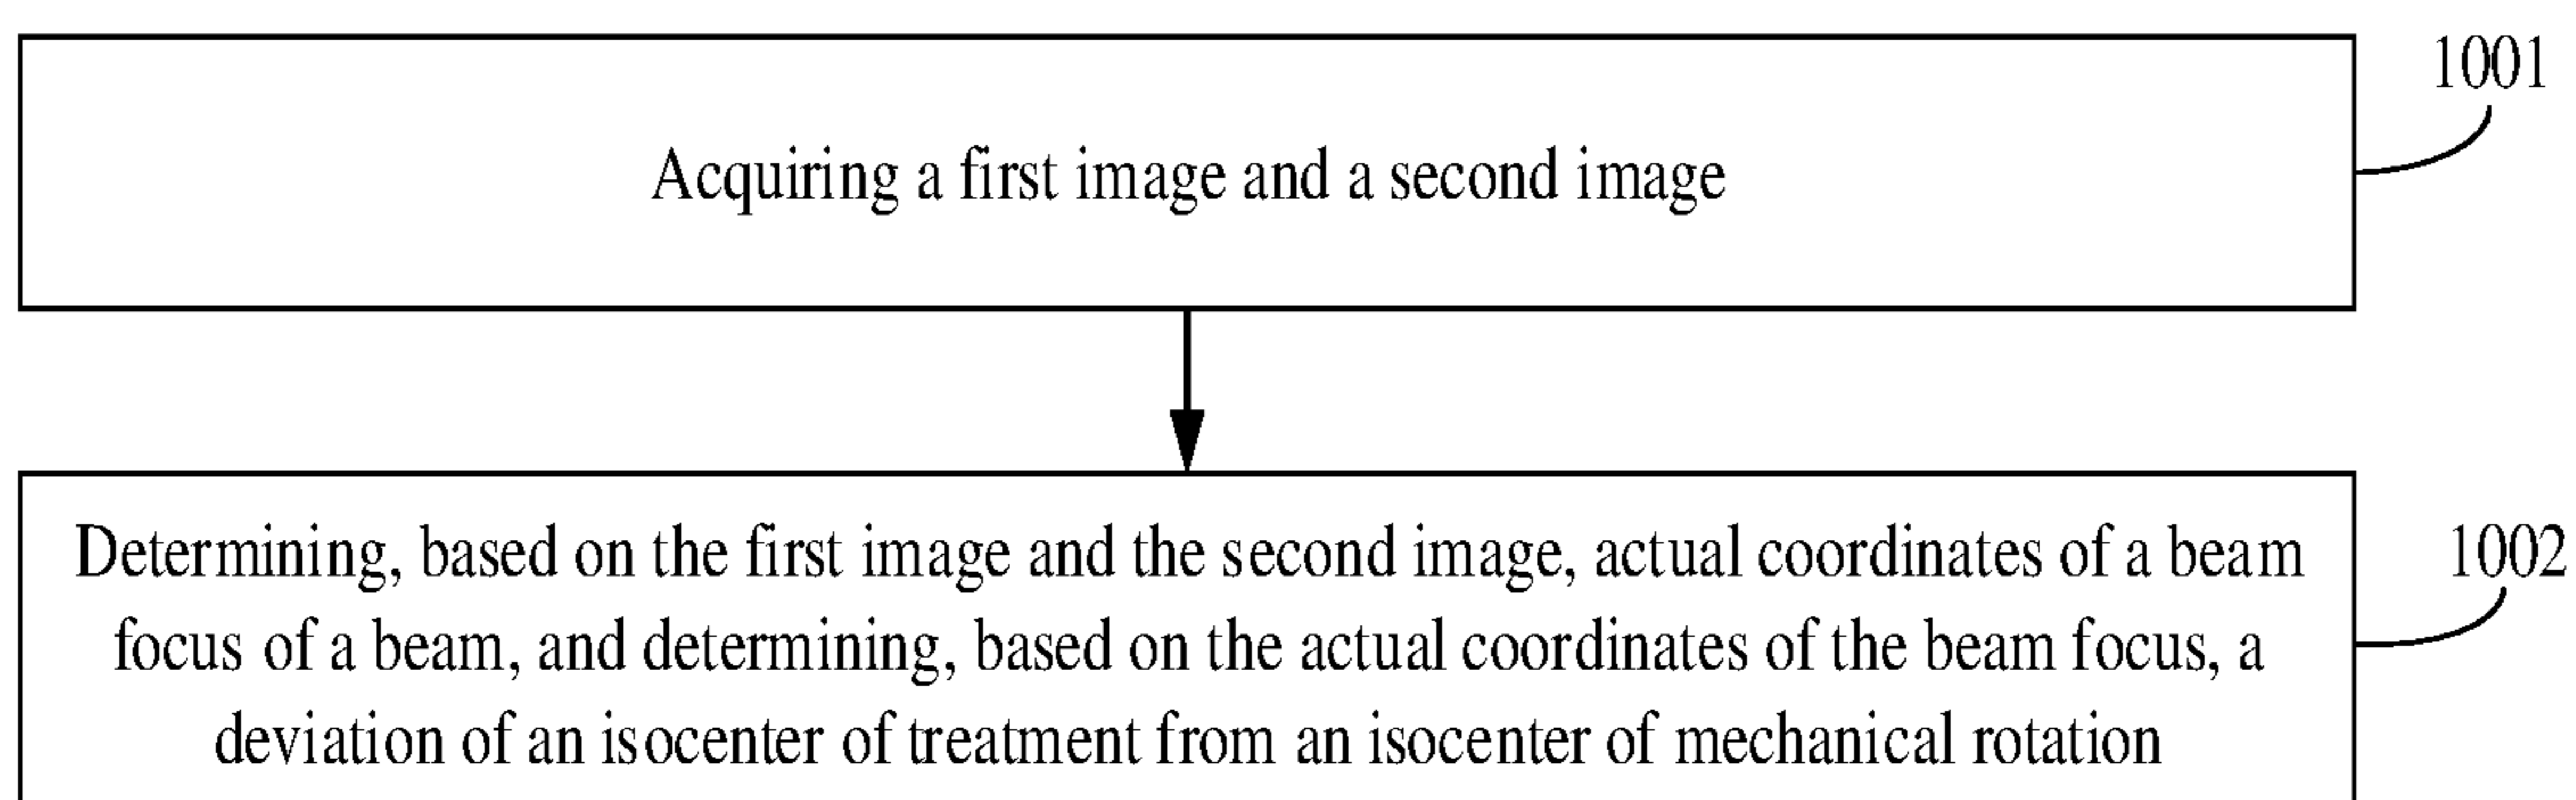 1001
Acquiring a first image and a second image
Determining, based on the first image and the second image, actual coordinates of a beam
1002
focus of a beam, and determining, based on the actual coordinates of the beam focus, a
deviation of an isocenter of treatment from an isocenter of mechanical rotation